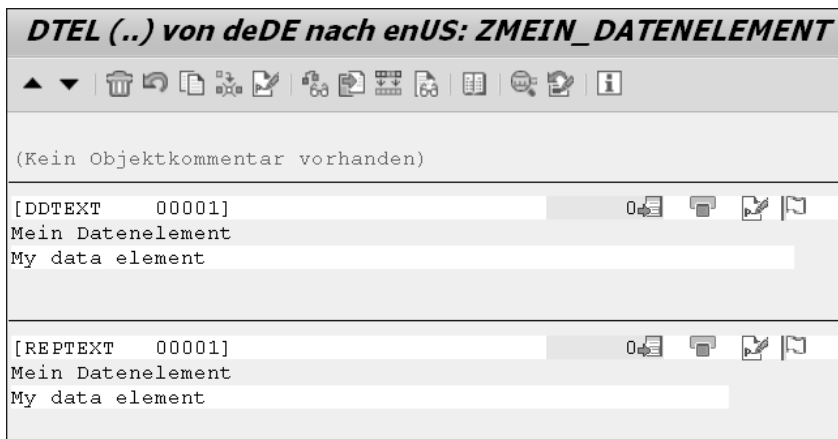 DTEL (..) von deDE nach enUS: ZMEIN_DATENELEMENT
(Kein Objektkommentar vorhanden)
[DDTEXT 00001] 0
Mein Datenelement
My data element
[REPTEXT 00001] 0
Mein Datenelement
My data element